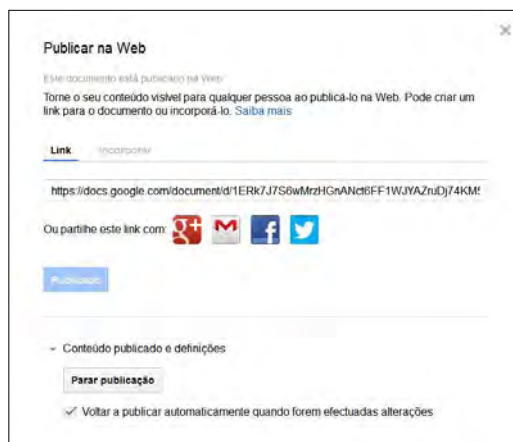 Publicar na Web
Este documento está publicado na Web
Torne o seu conteúdo visível para qualquer pessoa ao publicá-lo na Web. Pode criar um
link para o documento ou incorporá-lo. Saiba mais
Link Incorporar
https://docs.google.com/document/d/1ERk7J7S6wMrzHGnANct6FF1WJYAZruDj74KM
Ou partilhe este link com: g+ M f
Publicado
Conteúdo publicado e definições
Parar publicação
Voltar a publicar automaticamente quando forem efectuadas alterações